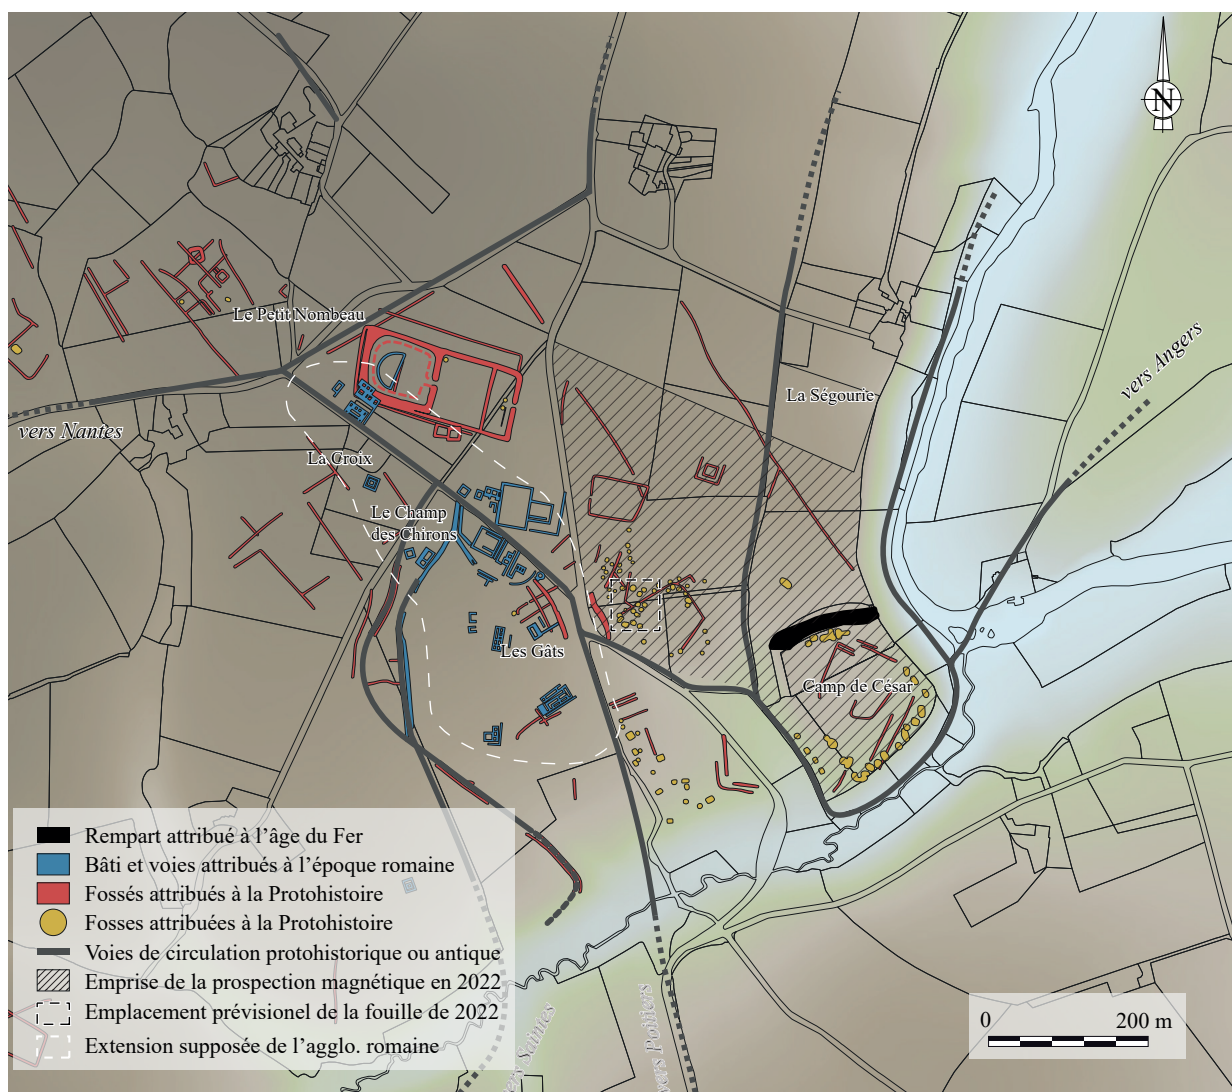 N
Le Petit Nombeau
vers Nantes
La Croix
Le Champ
des Chirons
La Ségourie
vers Angers
Les Gâts
Camp de César
Rempart attribué à l’âge du Fer
Bâti et voies attribués à l’époque romaine
Fossés attribués à la Protohistoire
Fosses attribuées à la Protohistoire
Voies de circulation protohistorique ou antique
Emprise de la prospection magnétique en 2022
Emplacement prévisionel de la fouille de 2022
Extension supposée de l’agglo. romaine
vers Saintes
vers Poitiers
0 200 m